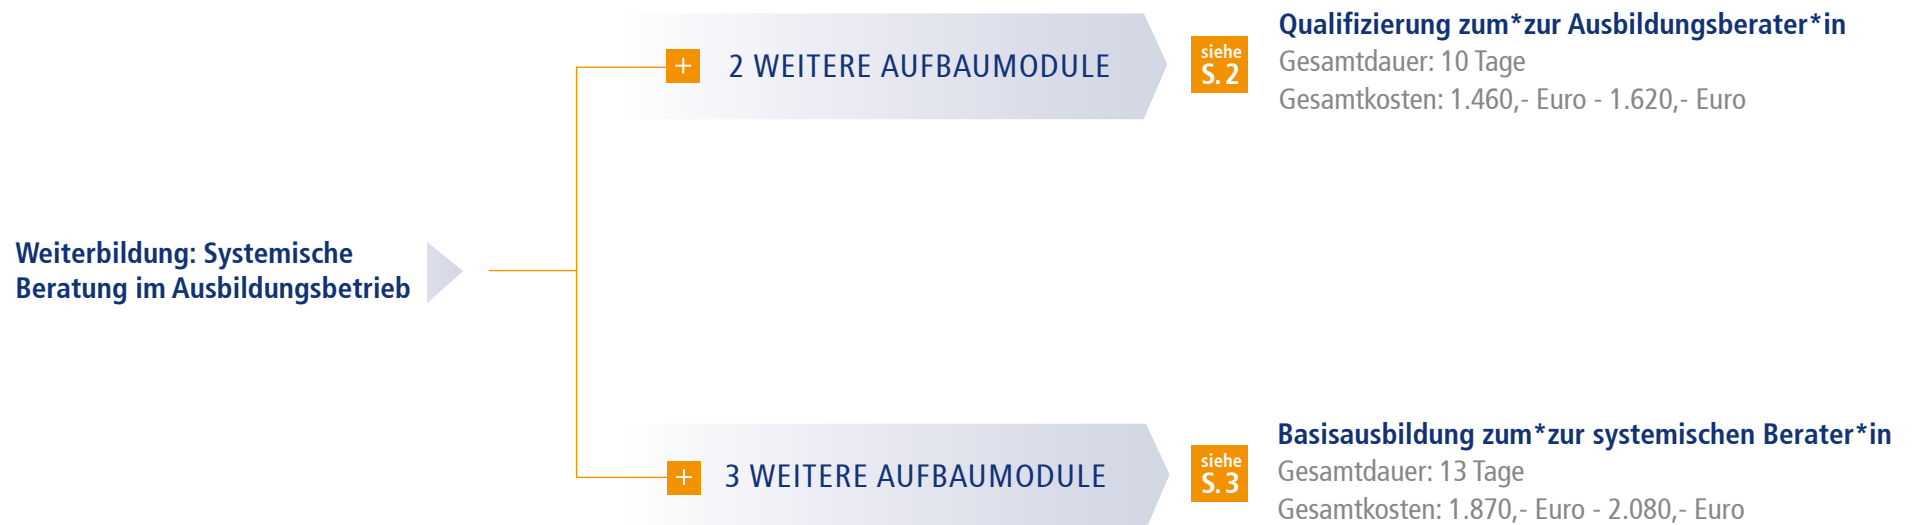 Weiterbildung: Systemische
Beratung im Ausbildungsbetrieb
+
2 WEITERE AUFBAUMODULE
siehe
S. 2
Qualifizierung zum*zur Ausbildungsberater*in
Gesamtdauer: 10 Tage
Gesamtkosten: 1.460,- Euro - 1.620,- Euro
+
3 WEITERE AUFBAUMODULE
siehe
S. 3
Basisausbildung zum*zur systemischen Berater*in
Gesamtdauer: 13 Tage
Gesamtkosten: 1.870,- Euro - 2.080,- Euro